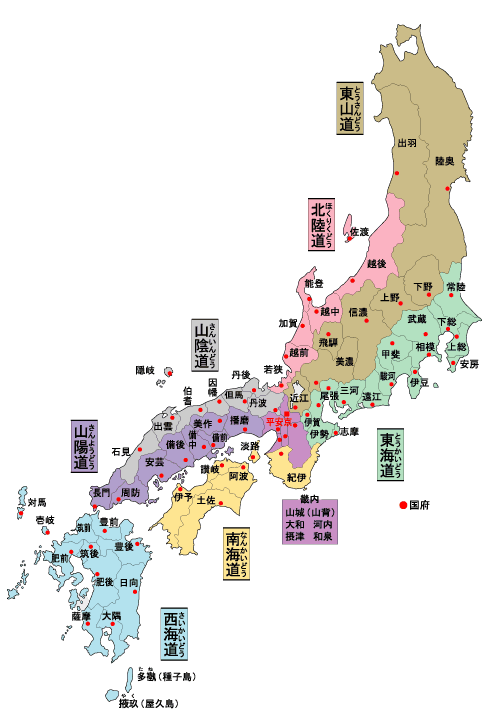 東山道
とうさんどう
出羽
陸奥
北陸道
ほくりくどう
佐渡
越後
能登
越中
加賀
越前
若狭
下野
上野
信濃
飛騨
美濃
近江
常陸
武蔵
下総
上総
相模
安房
甲斐
駿河
伊豆
遠江
三河
尾張
伊賀
伊勢
志摩
東海道
とうかいどう
山陰道
さんいんどう
隠岐
丹後
丹波
但馬
因幡
伯耆
出雲
石見
山陽道
さんようどう
播磨
美作
備前
備中
備後
安芸
周防
長門
平安京
畿内
山城(山背)
大和 河内
摂津 和泉
国府
淡路
紀伊
讃岐
阿波
伊予
土佐
南海道
なんかいどう
対馬
壱岐
筑前
豊前
肥前
筑後
豊後
肥後
日向
薩摩
大隅
西海道
さいかいどう
たね
多禰(種子島)
やく
掖玖(屋久島)